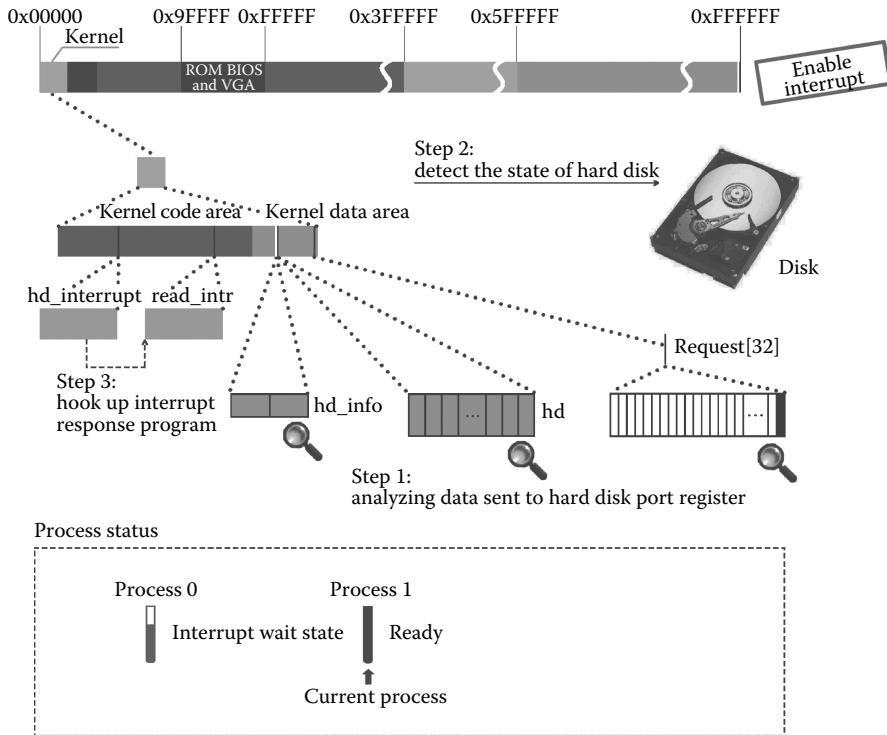 0x00000 0x9FFFF 0xFFFFF 0x3FFFFF 0x5FFFFF 0xFFFFFF
Kernel
ROM BIOS
and VGA
Enable
interrupt
Step 2:
detect the state of hard disk
Disk
Kernel code area Kernel data area
hd_interrupt read_intr
Request[32]
Step 3:
hook up interrupt
response program
hd_info
...
hd
....
Step 1:
analyzing data sent to hard disk port register
Process status
Process 0 Process 1
Interrupt wait state Ready
Current process